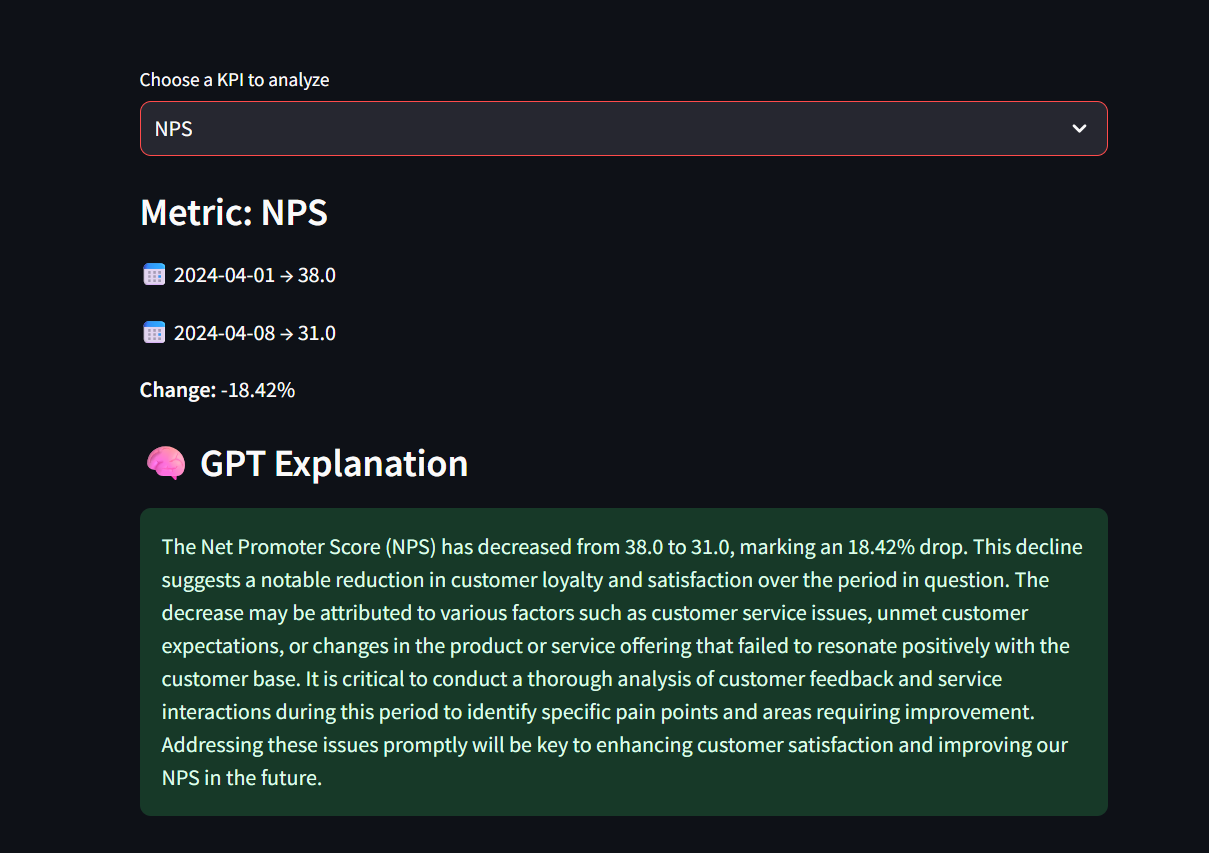 Choose a KPI to analyze
NPS
Metric: NPS
2024-04-01 → 38.0
2024-04-08 → 31.0
Change: -18.42%
GPT Explanation
The Net Promoter Score (NPS) has decreased from 38.0 to 31.0, marking an 18.42% drop. This decline
suggests a notable reduction in customer loyalty and satisfaction over the period in question. The
decrease may be attributed to various factors such as customer service issues, unmet customer
expectations, or changes in the product or service offering that failed to resonate positively with the
customer base. It is critical to conduct a thorough analysis of customer feedback and service
interactions during this period to identify specific pain points and areas requiring improvement.
Addressing these issues promptly will be key to enhancing customer satisfaction and improving our
NPS in the future.